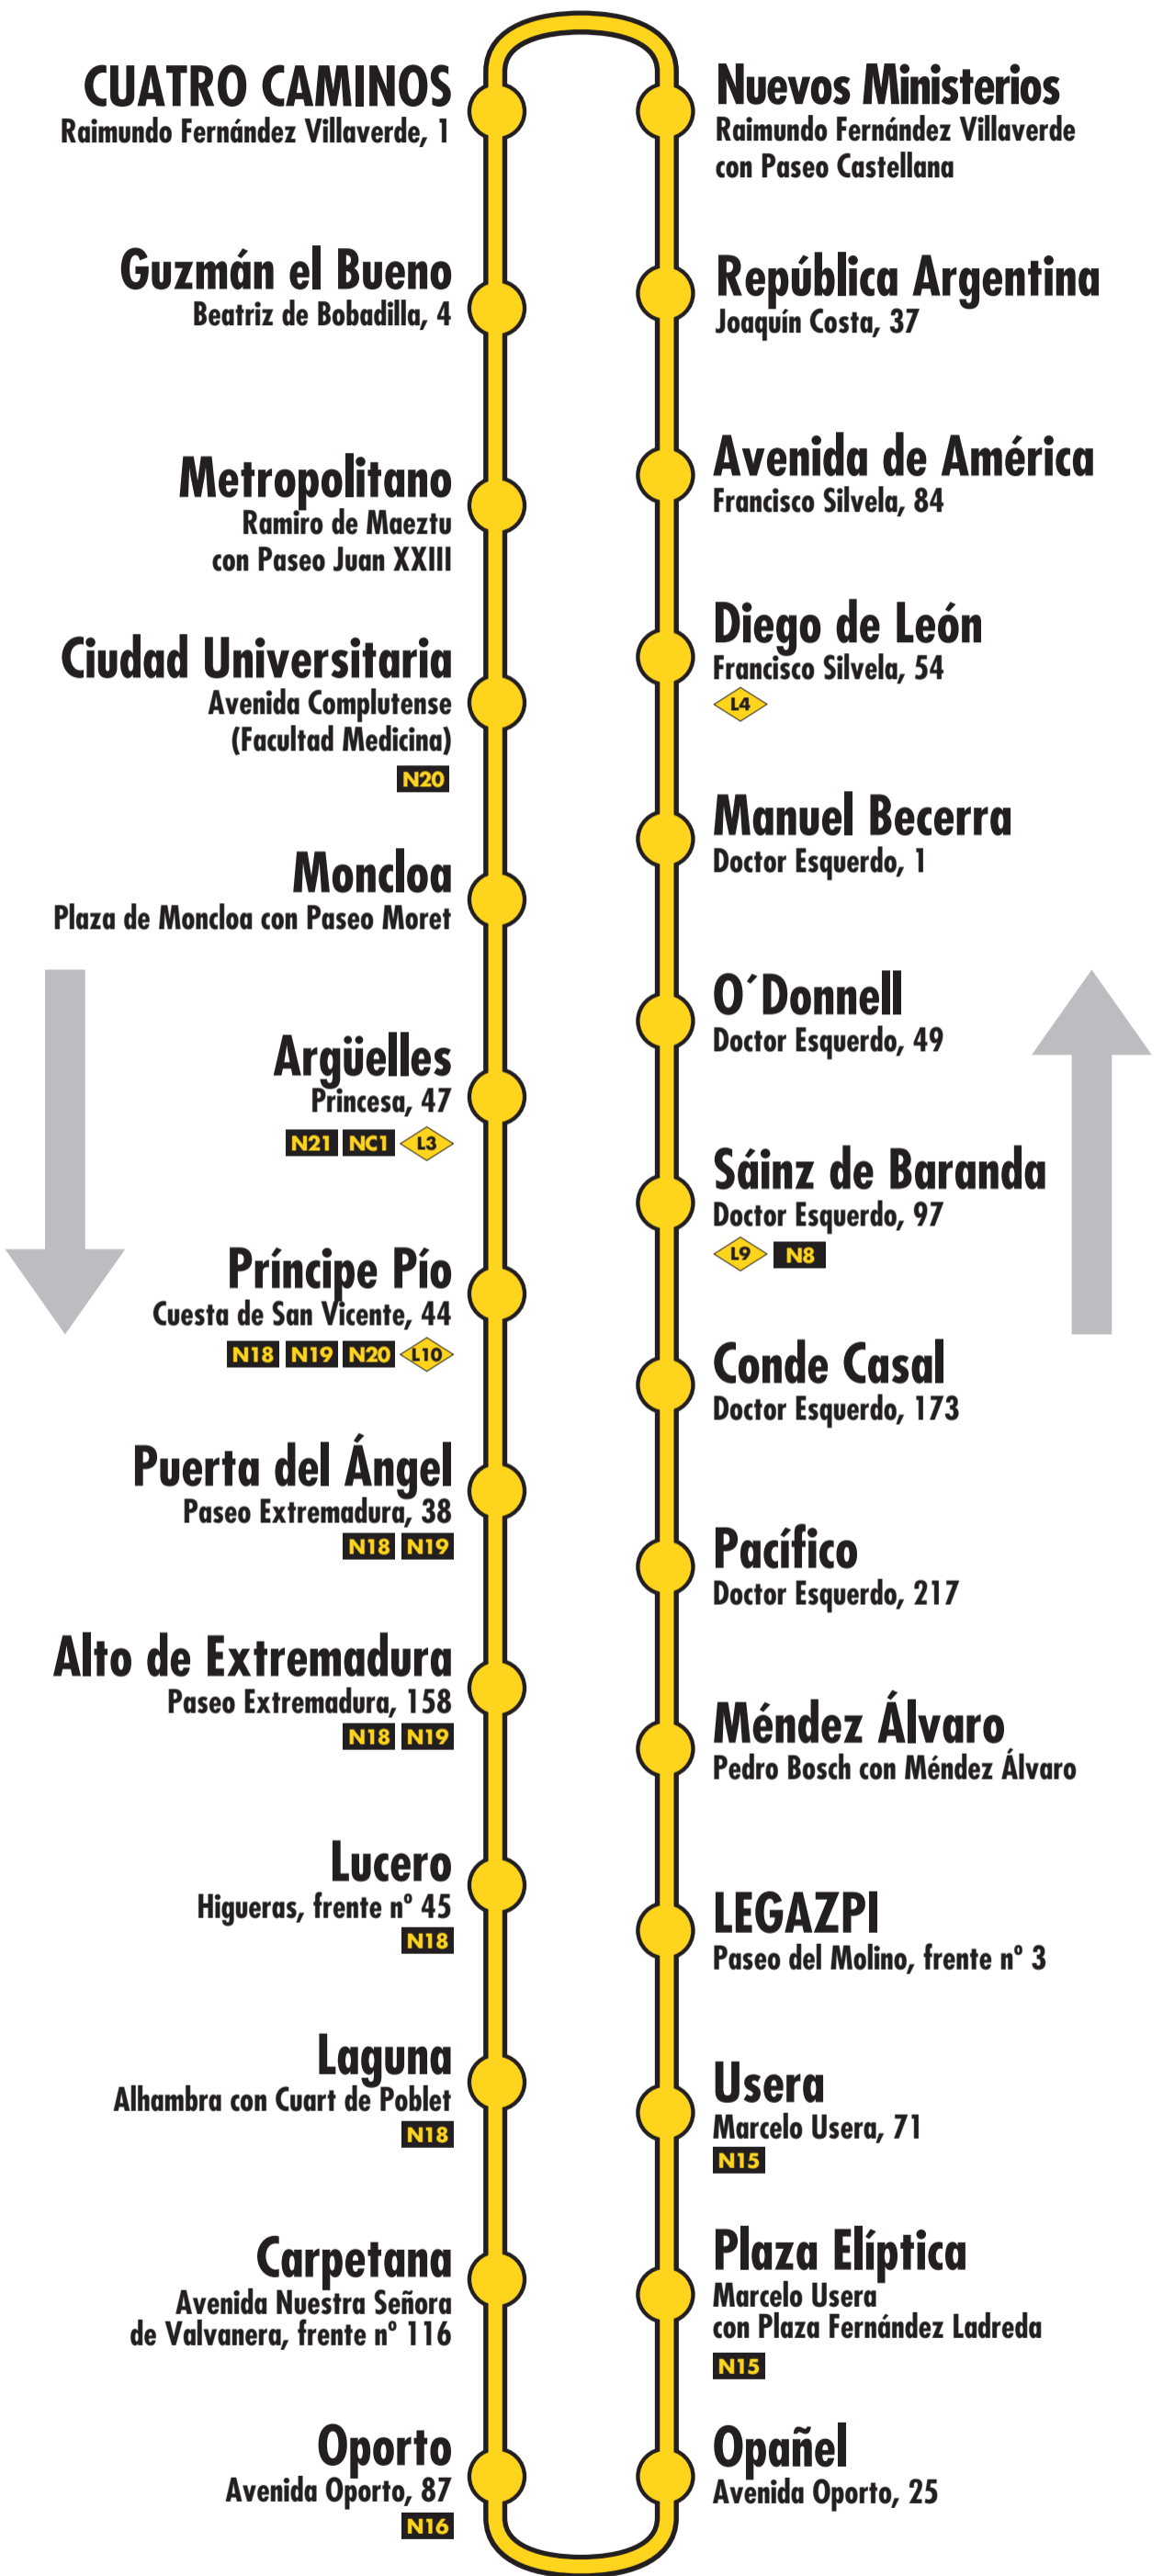 CUATRO CAMINOS
Raimundo Fernández Villaverde, 1
Guzmán el Bueno
Beatriz de Bobadilla, 4
Metropolitano
Ramiro de Maeztu
con Paseo Juan XXIII
Ciudad Universitaria
Avenida Complutense
(Facultad Medicina)
N20
Moncloa
Plaza de Moncloa con Paseo Moret
Argüelles
Princesa, 47
N21 NC1 L3
Príncipe Pío
Cuesta de San Vicente, 44
N18 N19 N20 L10
Puerta del Ángel
Paseo Extremadura, 38
N18 N19
Alto de Extremadura
Paseo Extremadura, 158
N18 N19
Lucero
Higueras, frente nº 45
N18
Laguna
Alhambra con Cuart de Poblet
N18
Carpetana
Avenida Nuestra Señora
de Valvanera, frente nº 116
Oporto
Avenida Oporto, 87
N16
Nuevos Ministerios
Raimundo Fernández Villaverde
con Paseo Castellana
República Argentina
Joaquín Costa, 37
Avenida de América
Francisco Silvela, 84
Diego de León
Francisco Silvela, 54
L4
Manuel Becerra
Doctor Esquerdo, 1
O´Donnell
Doctor Esquerdo, 49
Sáinz de Baranda
Doctor Esquerdo, 97
L9 N8
Conde Casal
Doctor Esquerdo, 173
Pacífico
Doctor Esquerdo, 217
Méndez Álvaro
Pedro Bosch con Méndez Álvaro
LEGAZPI
Paseo del Molino, frente nº 3
Usera
Marcelo Usera, 71
N15
Plaza Elíptica
Marcelo Usera
con Plaza Fernández Ladreda
N15
Opañel
Avenida Oporto, 25